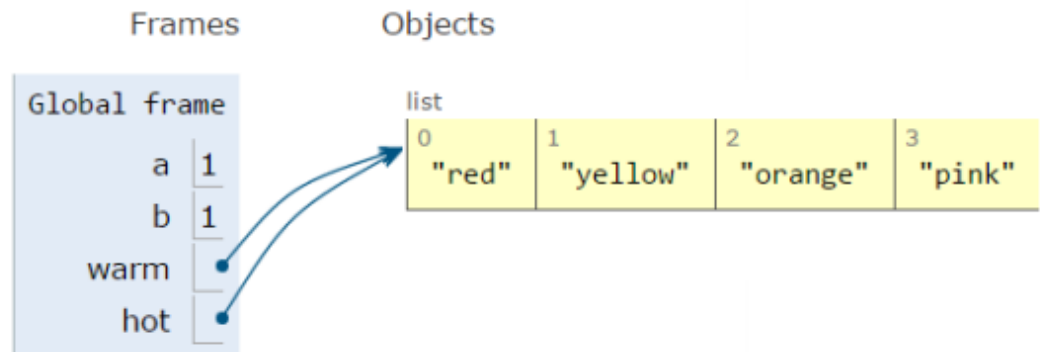 Frames Objects
Global frame
a 1
b 1
warm
hot
list
0 1 2 3
"red" "yellow" "orange" "pink"